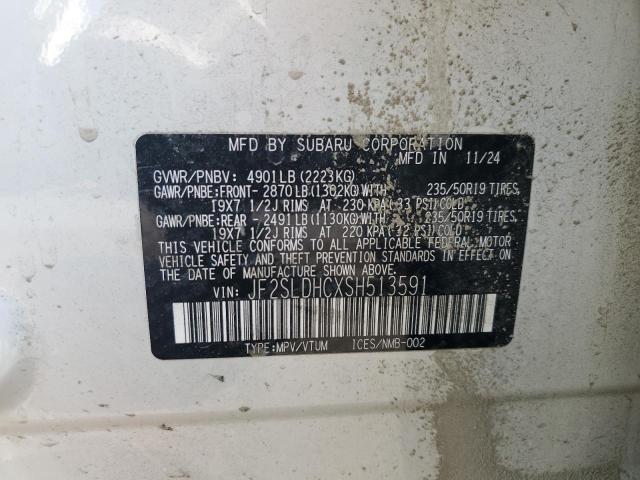 MFD BY SUBARU CORPORATION
MFD IN 11/24
GVWR/PNBV: 4901LB (2223KG)
GAWR/PNBE:FRONT- 2870LB (1302KG) WITH 235/50R19 TIRES,
19X7 1/2J RIMS AT 230 KPA( 33 PSI) COLD
GAWR/PNBE:REAR - 2491LB (1130KG) WITH 235/50R19 TIRES
19X7 1/2J RIMS AT 220 KPA( 32 PSI) COLD
THIS VEHICLE CONFORMS TO ALL APPLICABLE FEDERAL MOTOR
VEHICLE SAFETY AND THEFT PREVENTION STANDARDS
IN EFFECT ON THE DATE OF MANUFACTURE SHOWN ABOVE.
VIN: JF2SLDHCXSH513591
TYPE:MPV/VTUM ICES/NMB-002